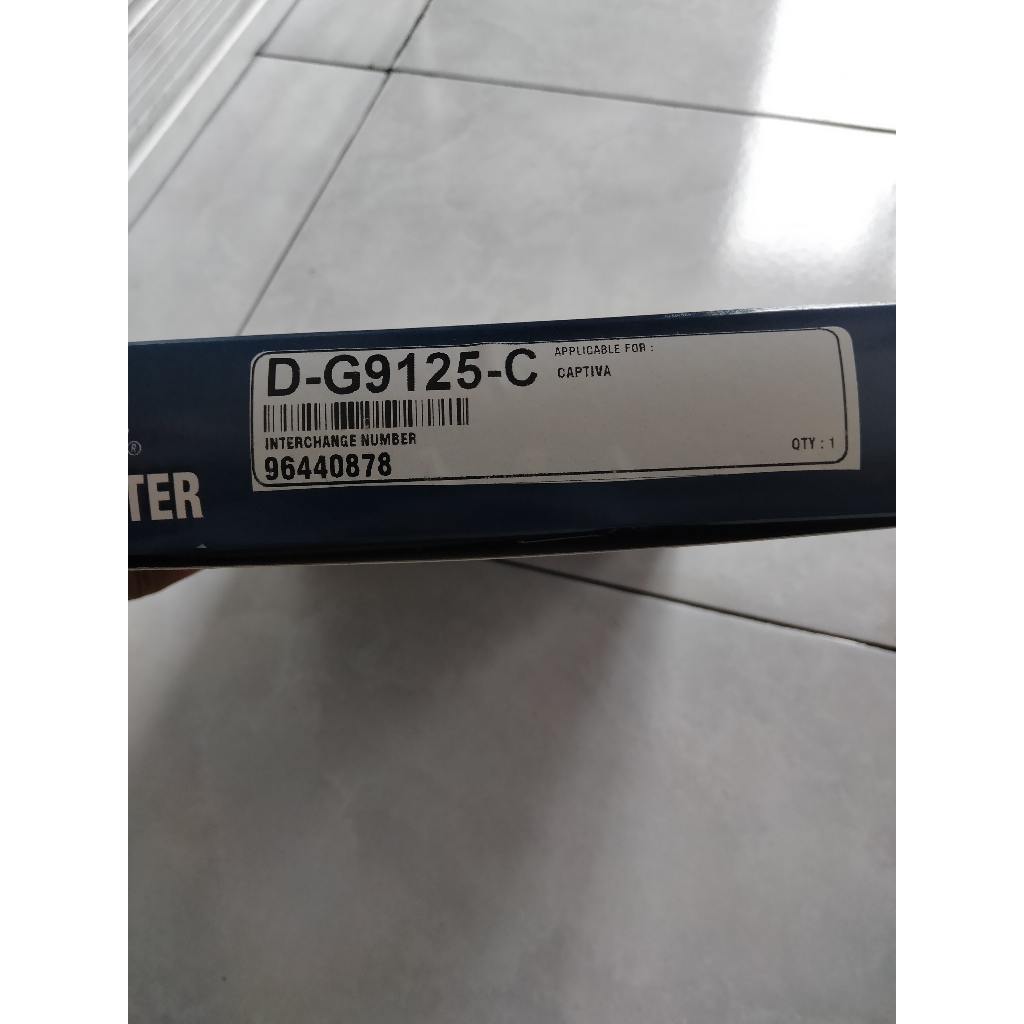 D-G9125-C
APPLICABLE FOR :
CAPTIVA
INTERCHANGE NUMBER
96440878
QTY : 1
®
TER